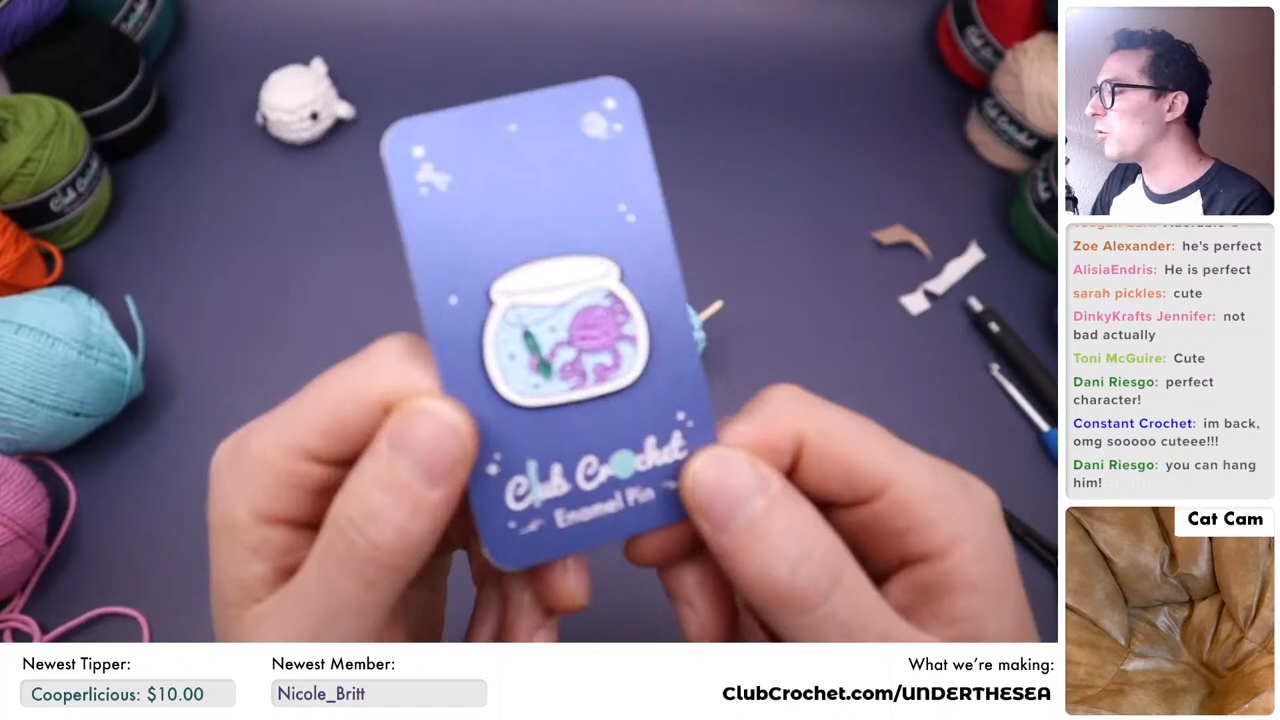 Club Crochet
Enamel Pin
Club Crochet
Zoe Alexander: he's perfect
AlisiaEndris: He is perfect
sarah pickles: cute
DinkyKrafts Jennifer: not
bad actually
Toni McGuire: Cute
Dani Riesgo: perfect
character!
Constant Crochet: im back,
omg sooooo cuteee!!!
Dani Riesgo: you can hang
him!
Cat Cam
Newest Tipper:
Cooperlicious: $10.00
Newest Member:
Nicole_Britt
What we're making:
ClubCrochet.com/UNDERTHESEA